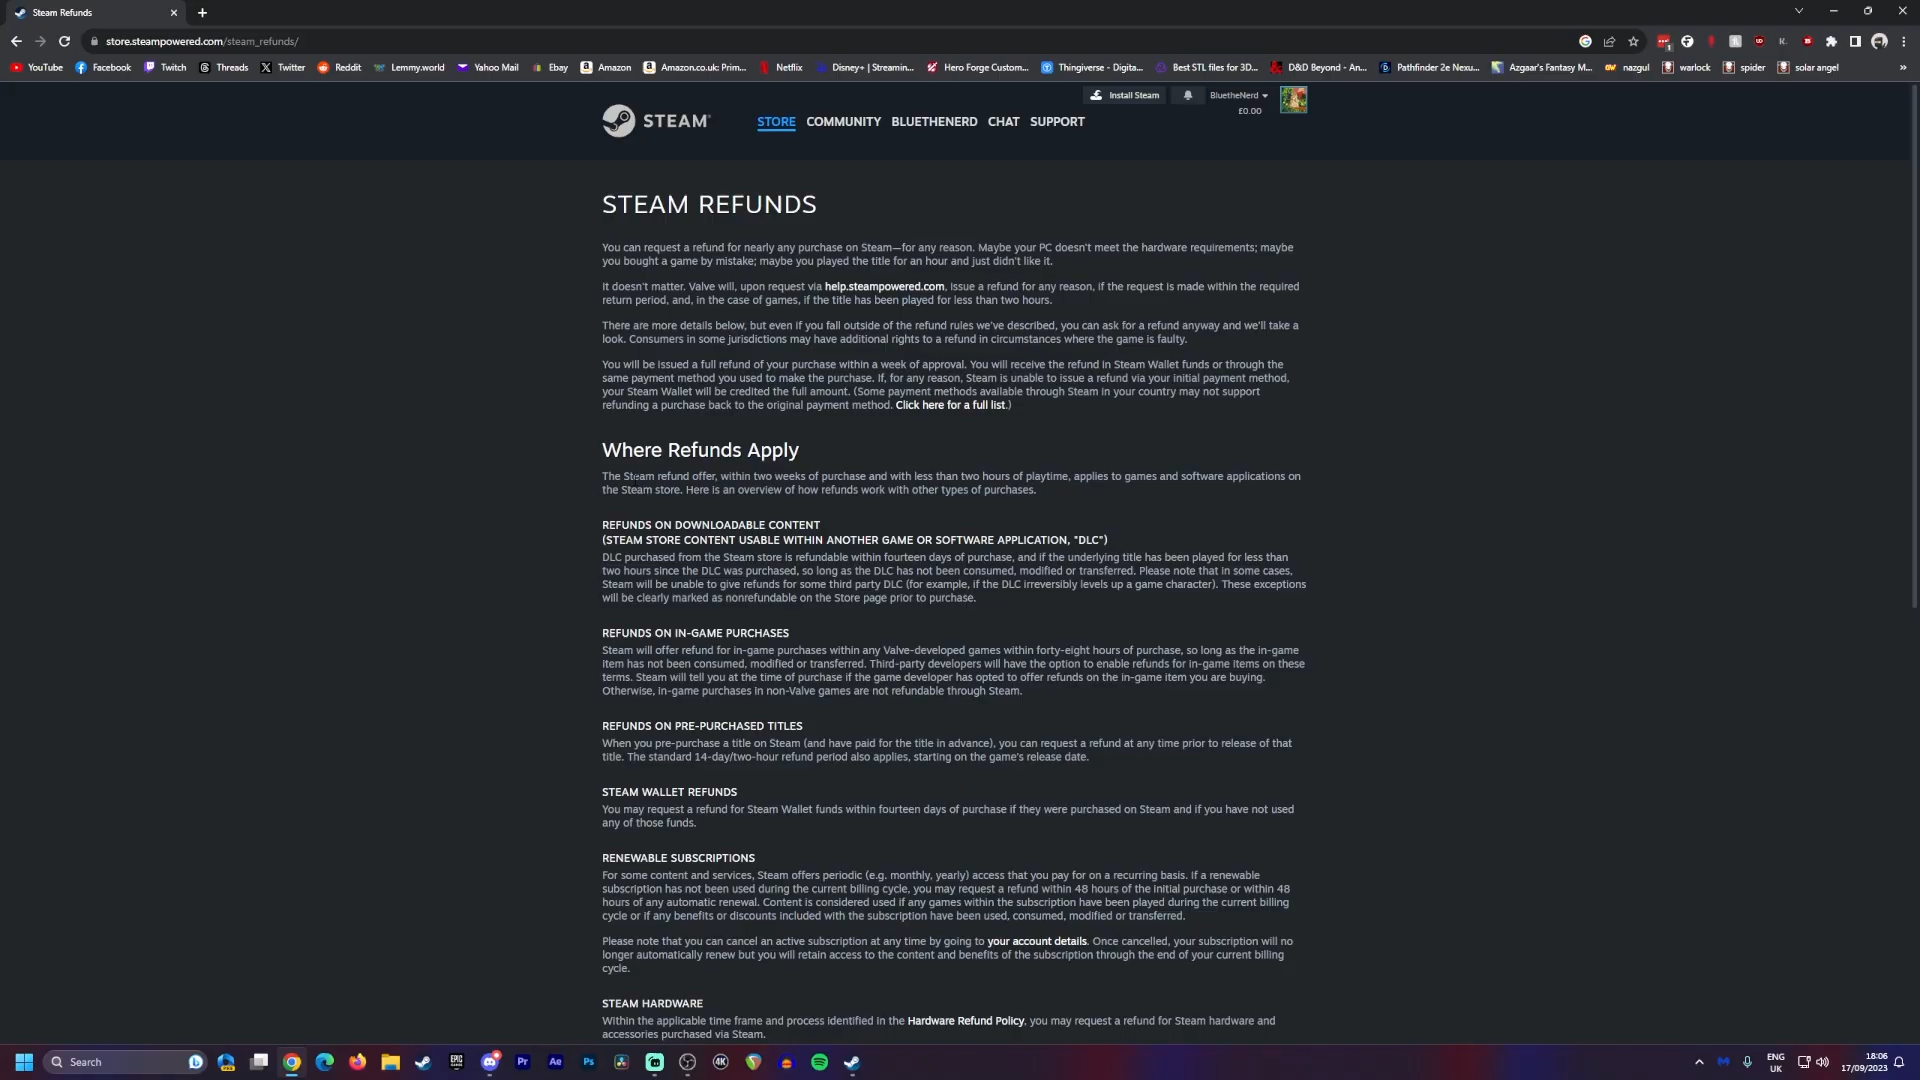 Steam Refunds
store.steampowered.com/steam_refunds/
YouTube
Facebook
Twitch
Threads
Twitter
Reddit
Lemmy.world
Yahoo Mail
Ebay
Amazon
Amazon.co.uk: Prim...
Netflix
Disney+ | Streamin...
Hero Forge Custom...
Thingiverse - Digita...
Best STL files for 3D...
D&D Beyond - An...
Pathfinder 2e Nexu...
Azgaar's Fantasy M...
nazgul
warlock
spider
solar angel
Install Steam
BluetheNerd
£0.00
STEAM
STORE COMMUNITY BLUETHENERD CHAT SUPPORT
STEAM REFUNDS
You can request a refund for nearly any purchase on Steam—for any reason. Maybe your PC doesn't meet the hardware requirements; maybe
you bought a game by mistake; maybe you played the title for an hour and just didn't like it.
It doesn't matter. Valve will, upon request via help.steampowered.com, issue a refund for any reason, if the request is made within the required
return period, and, in the case of games, if the title has been played for less than two hours.
There are more details below, but even if you fall outside of the refund rules we've described, you can ask for a refund anyway and we'll take a
look. Consumers in some jurisdictions may have additional rights to a refund in circumstances where the game is faulty.
You will be issued a full refund of your purchase within a week of approval. You will receive the refund in Steam Wallet funds or through the
same payment method you used to make the purchase. If, for any reason, Steam is unable to issue a refund via your initial payment method,
your Steam Wallet will be credited the full amount. (Some payment methods available through Steam in your country may not support
refunding a purchase back to the original payment method. Click here for a full list.)
Where Refunds Apply
The Steam refund offer, within two weeks of purchase and with less than two hours of playtime, applies to games and software applications on
the Steam store. Here is an overview of how refunds work with other types of purchases.
REFUNDS ON DOWNLOADABLE CONTENT
(STEAM STORE CONTENT USABLE WITHIN ANOTHER GAME OR SOFTWARE APPLICATION, "DLC")
DLC purchased from the Steam store is refundable within fourteen days of purchase, and if the underlying title has been played for less than
two hours since the DLC was purchased, so long as the DLC has not been consumed, modified or transferred. Please note that in some cases,
Steam will be unable to give refunds for some third party DLC (for example, if the DLC irreversibly levels up a game character). These exceptions
will be clearly marked as nonrefundable on the Store page prior to purchase.
REFUNDS ON IN-GAME PURCHASES
Steam will offer refund for in-game purchases within any Valve-developed games within forty-eight hours of purchase, so long as the in-game
item has not been consumed, modified or transferred. Third-party developers will have the option to enable refunds for in-game items on these
terms. Steam will tell you at the time of purchase if the game developer has opted to offer refunds on the in-game item you are buying.
Otherwise, in-game purchases in non-Valve games are not refundable through Steam.
REFUNDS ON PRE-PURCHASED TITLES
When you pre-purchase a title on Steam (and have paid for the title in advance), you can request a refund at any time prior to release of that
title. The standard 14-day/two-hour refund period also applies, starting on the game's release date.
STEAM WALLET REFUNDS
You may request a refund for Steam Wallet funds within fourteen days of purchase if they were purchased on Steam and if you have not used
any of those funds.
RENEWABLE SUBSCRIPTIONS
For some content and services, Steam offers periodic (e.g. monthly, yearly) access that you pay for on a recurring basis. If a renewable
subscription has not been used during the current billing cycle, you may request a refund within 48 hours of the initial purchase or within 48
hours of any automatic renewal. Content is considered used if any games within the subscription have been played during the current billing
cycle or if any benefits or discounts included with the subscription have been used, consumed, modified or transferred.
Please note that you can cancel an active subscription at any time by going to your account details. Once cancelled, your subscription will no
longer automatically renew but you will retain access to the content and benefits of the subscription through the end of your current billing
cycle.
STEAM HARDWARE
Within the applicable time frame and process identified in the Hardware Refund Policy, you may request a refund for Steam hardware and
accessories purchased via Steam.
Search
Pr
Ae
Ps
4K
ENG
UK
18:06
17/09/2023